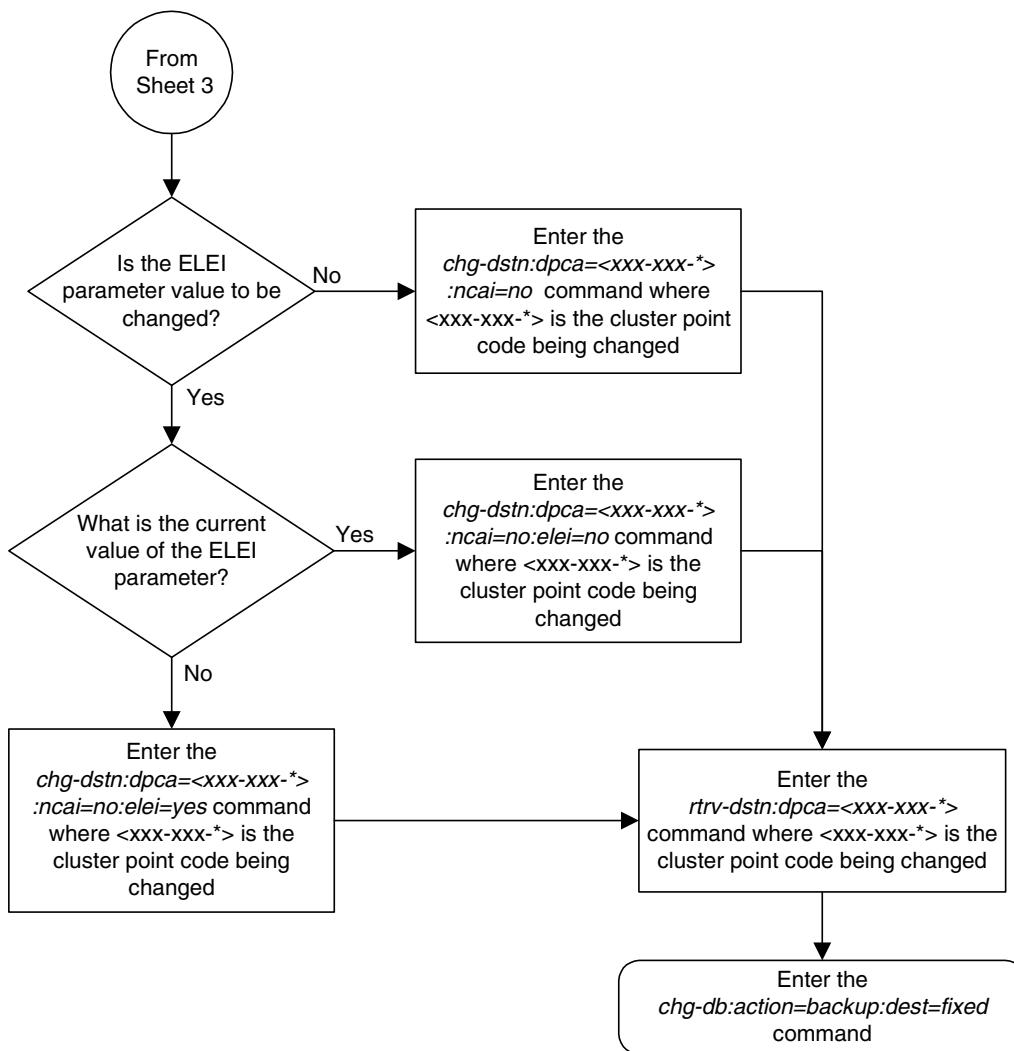 From
Sheet 3
Is the ELEI
parameter value to be
changed?
No
Enter the
chg-dstn:dpca=<xxx-xxx-*>
:ncai=no command where
<xxx-xxx-*> is the cluster point
code being changed
Yes
What is the current
value of the ELEI
parameter?
Yes
Enter the
chg-dstn:dpca=<xxx-xxx-*>
:ncai=no:elei=no command
where <xxx-xxx-*> is the
cluster point code being
changed
No
Enter the
chg-dstn:dpca=<xxx-xxx-*>
:ncai=no:elei=yes command
where <xxx-xxx-*> is the
cluster point code being
changed
Enter the
rtrv-dstn:dpca=<xxx-xxx-*>
command where <xxx-xxx-*> is the
cluster point code being changed
Enter the
chg-db:action=backup:dest=fixed
command